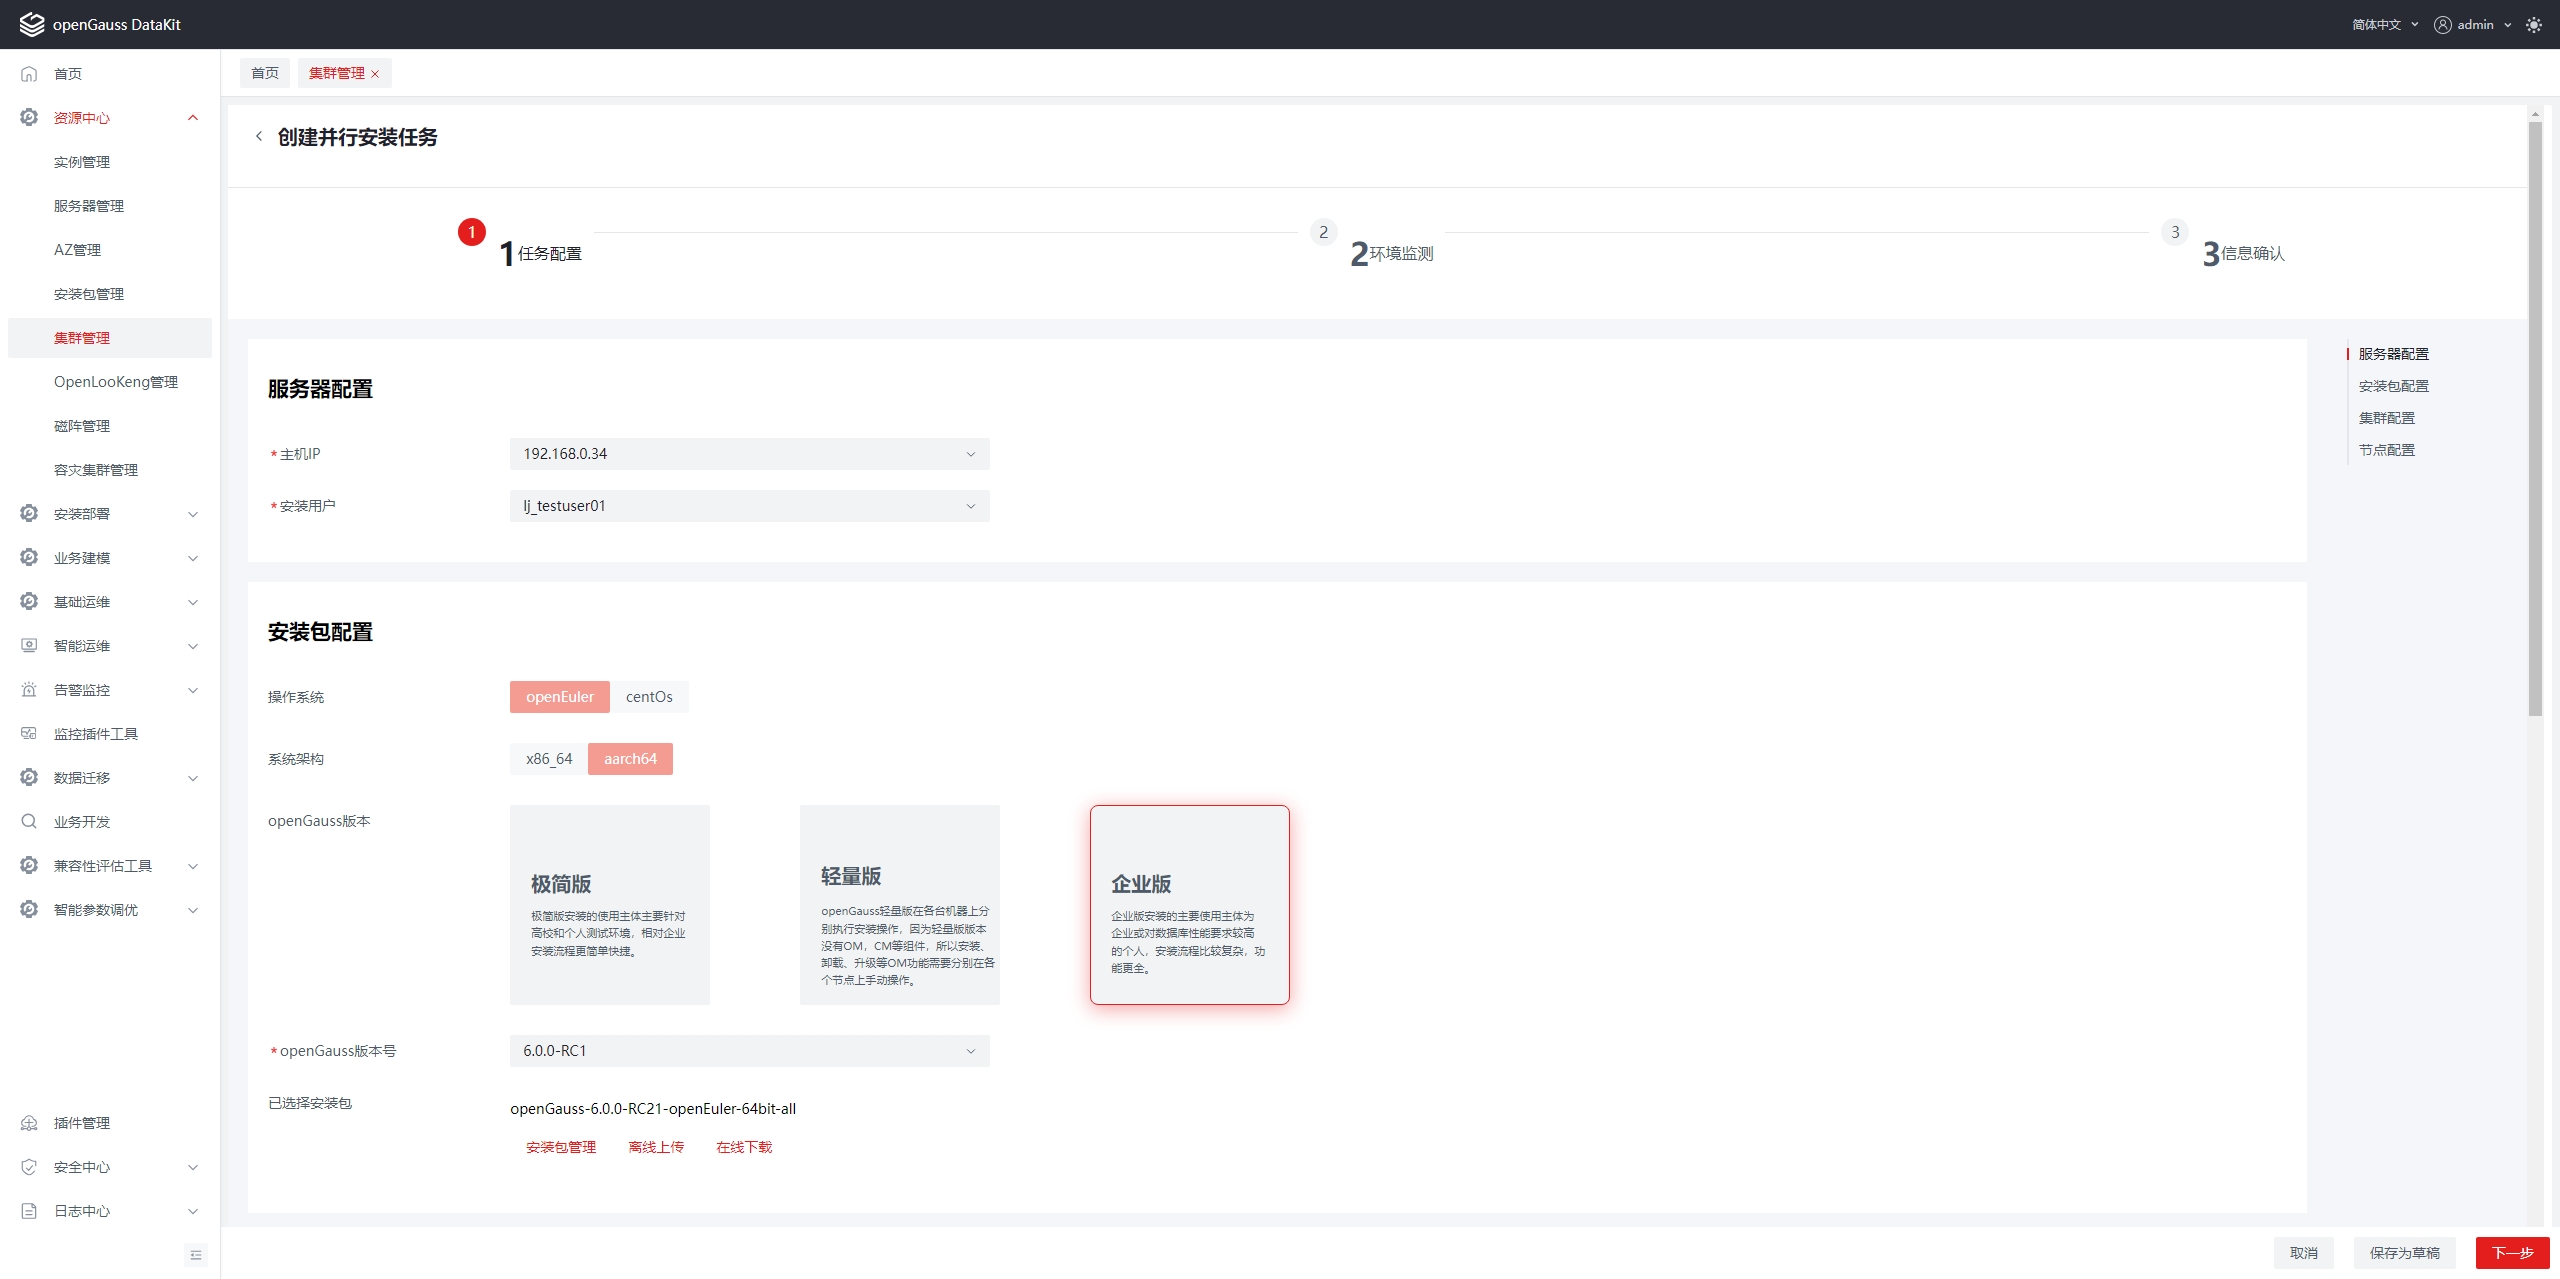 openGauss DataKit
简体中文
admin
首页
资源中心
实例管理
服务器管理
AZ管理
安装包管理
集群管理
OpenLooKeng管理
磁阵管理
容灾集群管理
安装部署
业务建模
基础运维
智能运维
告警监控
监控插件工具
数据迁移
业务开发
兼容性评估工具
智能参数调优
插件管理
安全中心
日志中心
首页
集群管理
创建并行安装任务
1
1任务配置
2
2环境监测
3
3信息确认
服务器配置
*主机IP
192.168.0.34
*安装用户
lj_testuser01
安装包配置
操作系统
openEuler
centOs
系统架构
x86_64
aarch64
openGauss版本
极简版
极简版安装的使用主体主要针对
高校和个人测试环境，相对企业
安装流程更简单快捷。
轻量版
openGauss轻量版在各台机器上分
别执行安装操作，因为轻量版版本
没有OM，CM等组件，所以安装、
卸载、升级等OM功能需要分别在各
个节点上手动操作。
企业版
企业版安装的主要使用主体为
企业或对数据库性能要求较高
的个人，安装流程比较复杂，功
能更全。
*openGauss版本号
6.0.0-RC1
已选择安装包
openGauss-6.0.0-RC21-openEuler-64bit-all
安装包管理
离线上传
在线下载
服务器配置
安装包配置
集群配置
节点配置
取消
保存为草稿
下一步